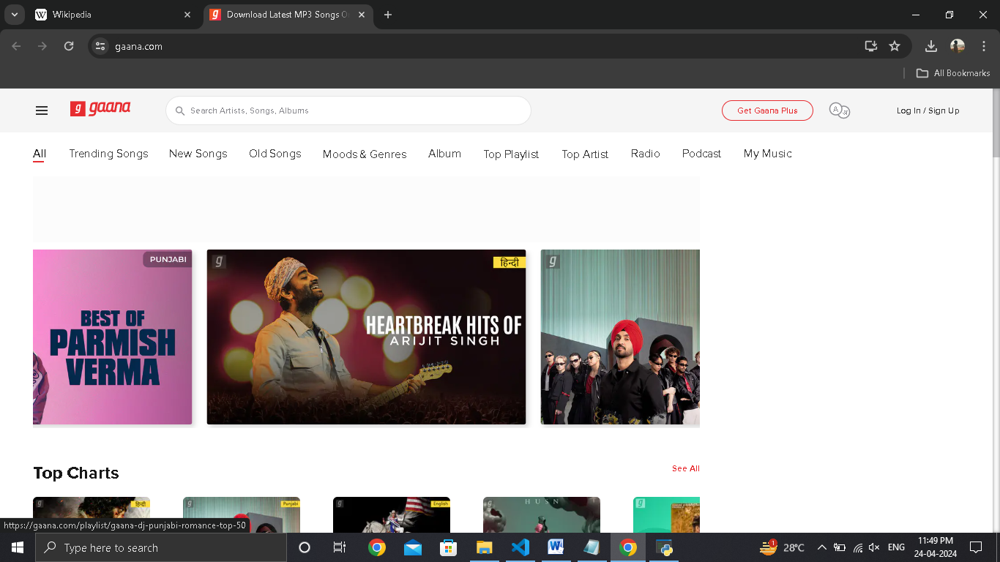 Wikipedia
Download Latest MP3 Songs O
gaana.com
All Bookmarks
gaana
Search Artists, Songs, Albums
Get Gaana Plus
Log In / Sign Up
All Trending Songs New Songs Old Songs Moods & Genres Album Top Playlist Top Artist Radio Podcast My Music
PUNJABI
BEST OF
PARMISH
VERMA
हिन्दी
HEARTBREAK HITS OF
ARIJIT SINGH
Top Charts
See All
हिन्दी
Punjabi
English
HUSN
https://gaana.com/playlist/gaana-dj-punjabi-romance-top-50
Type here to search
1
28°C
ENG
11:49 PM
24-04-2024